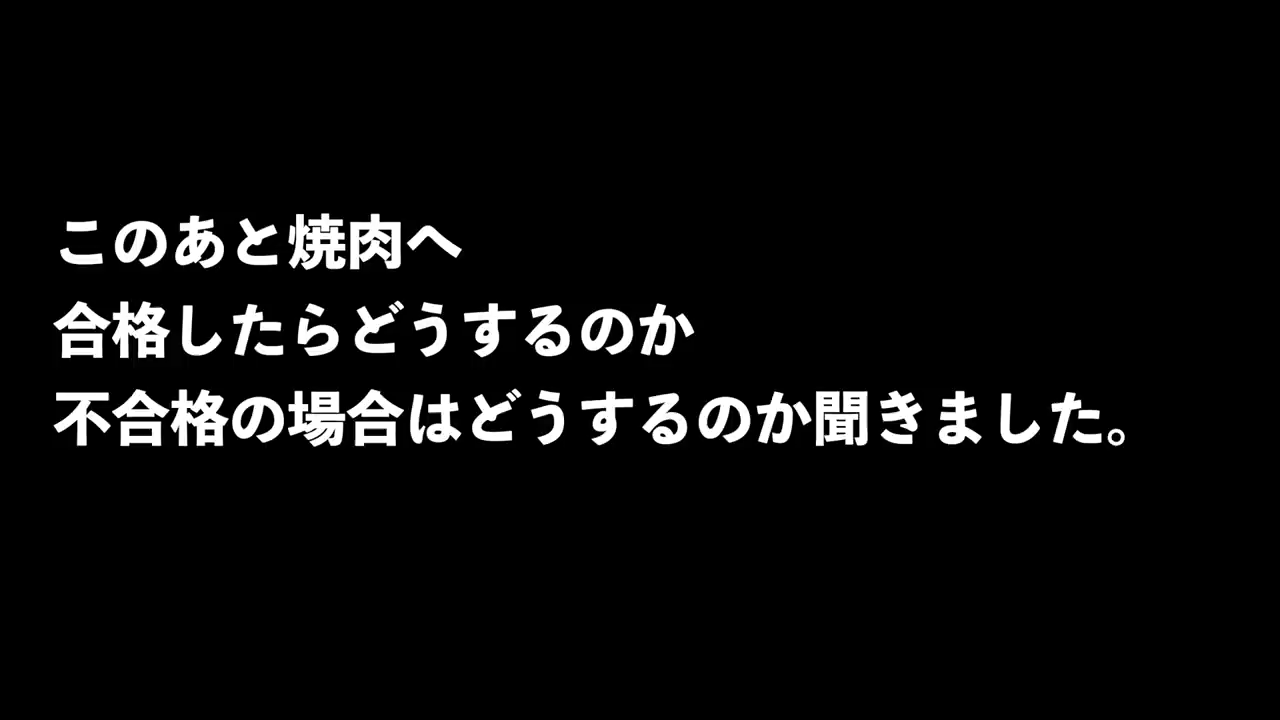 このあと焼肉へ
合格したらどうするのか
不合格の場合はどうするのか聞きました。